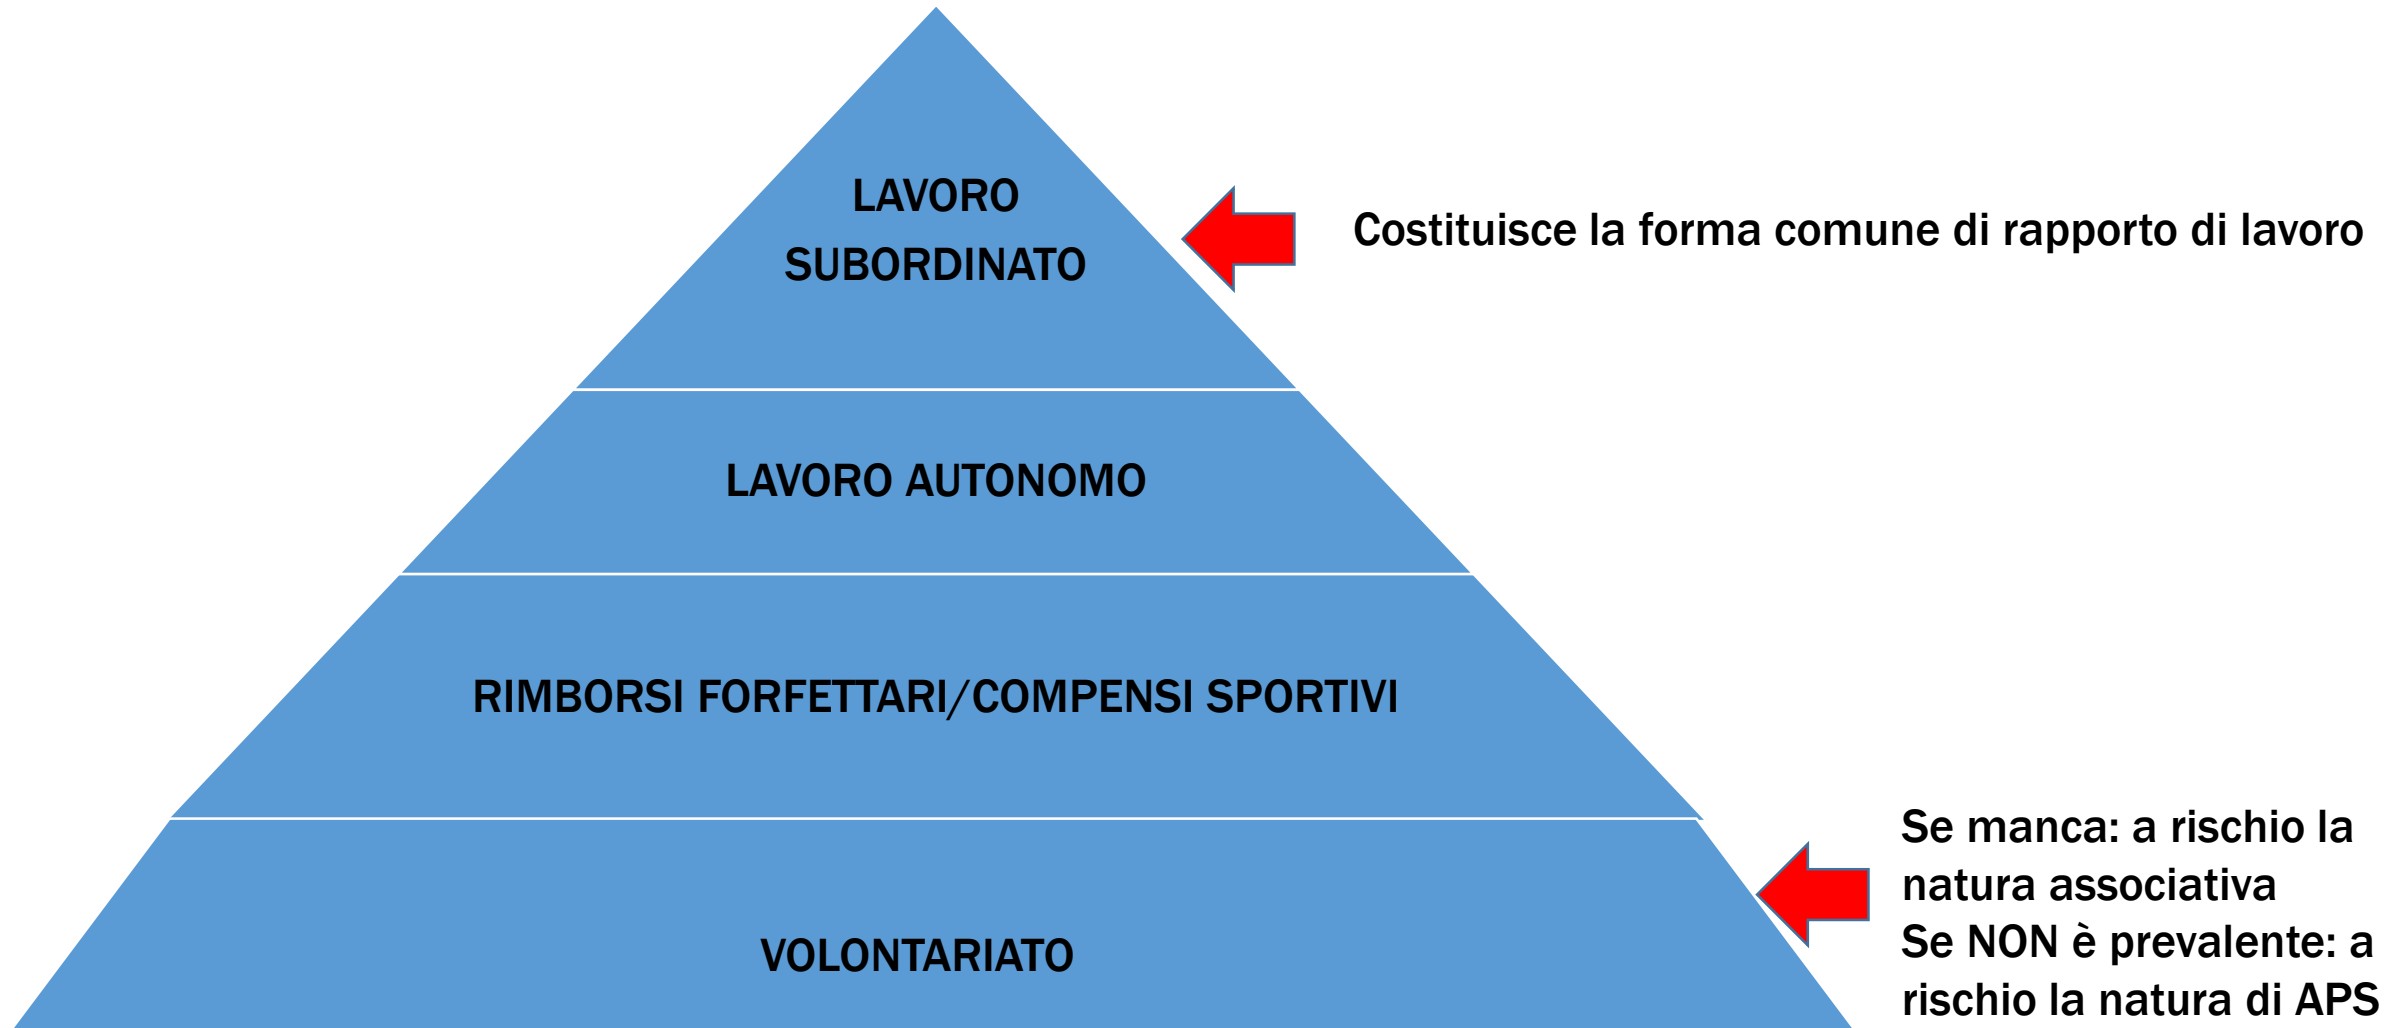 LAVORO
SUBORDINATO
Costituisce la forma comune di rapporto di lavoro
LAVORO AUTONOMO
RIMBORSI FORFETTARI/COMPENSI SPORTIVI
VOLONTARIATO
Se manca: a rischio la
natura associativa
Se NON è prevalente: a
rischio la natura di APS